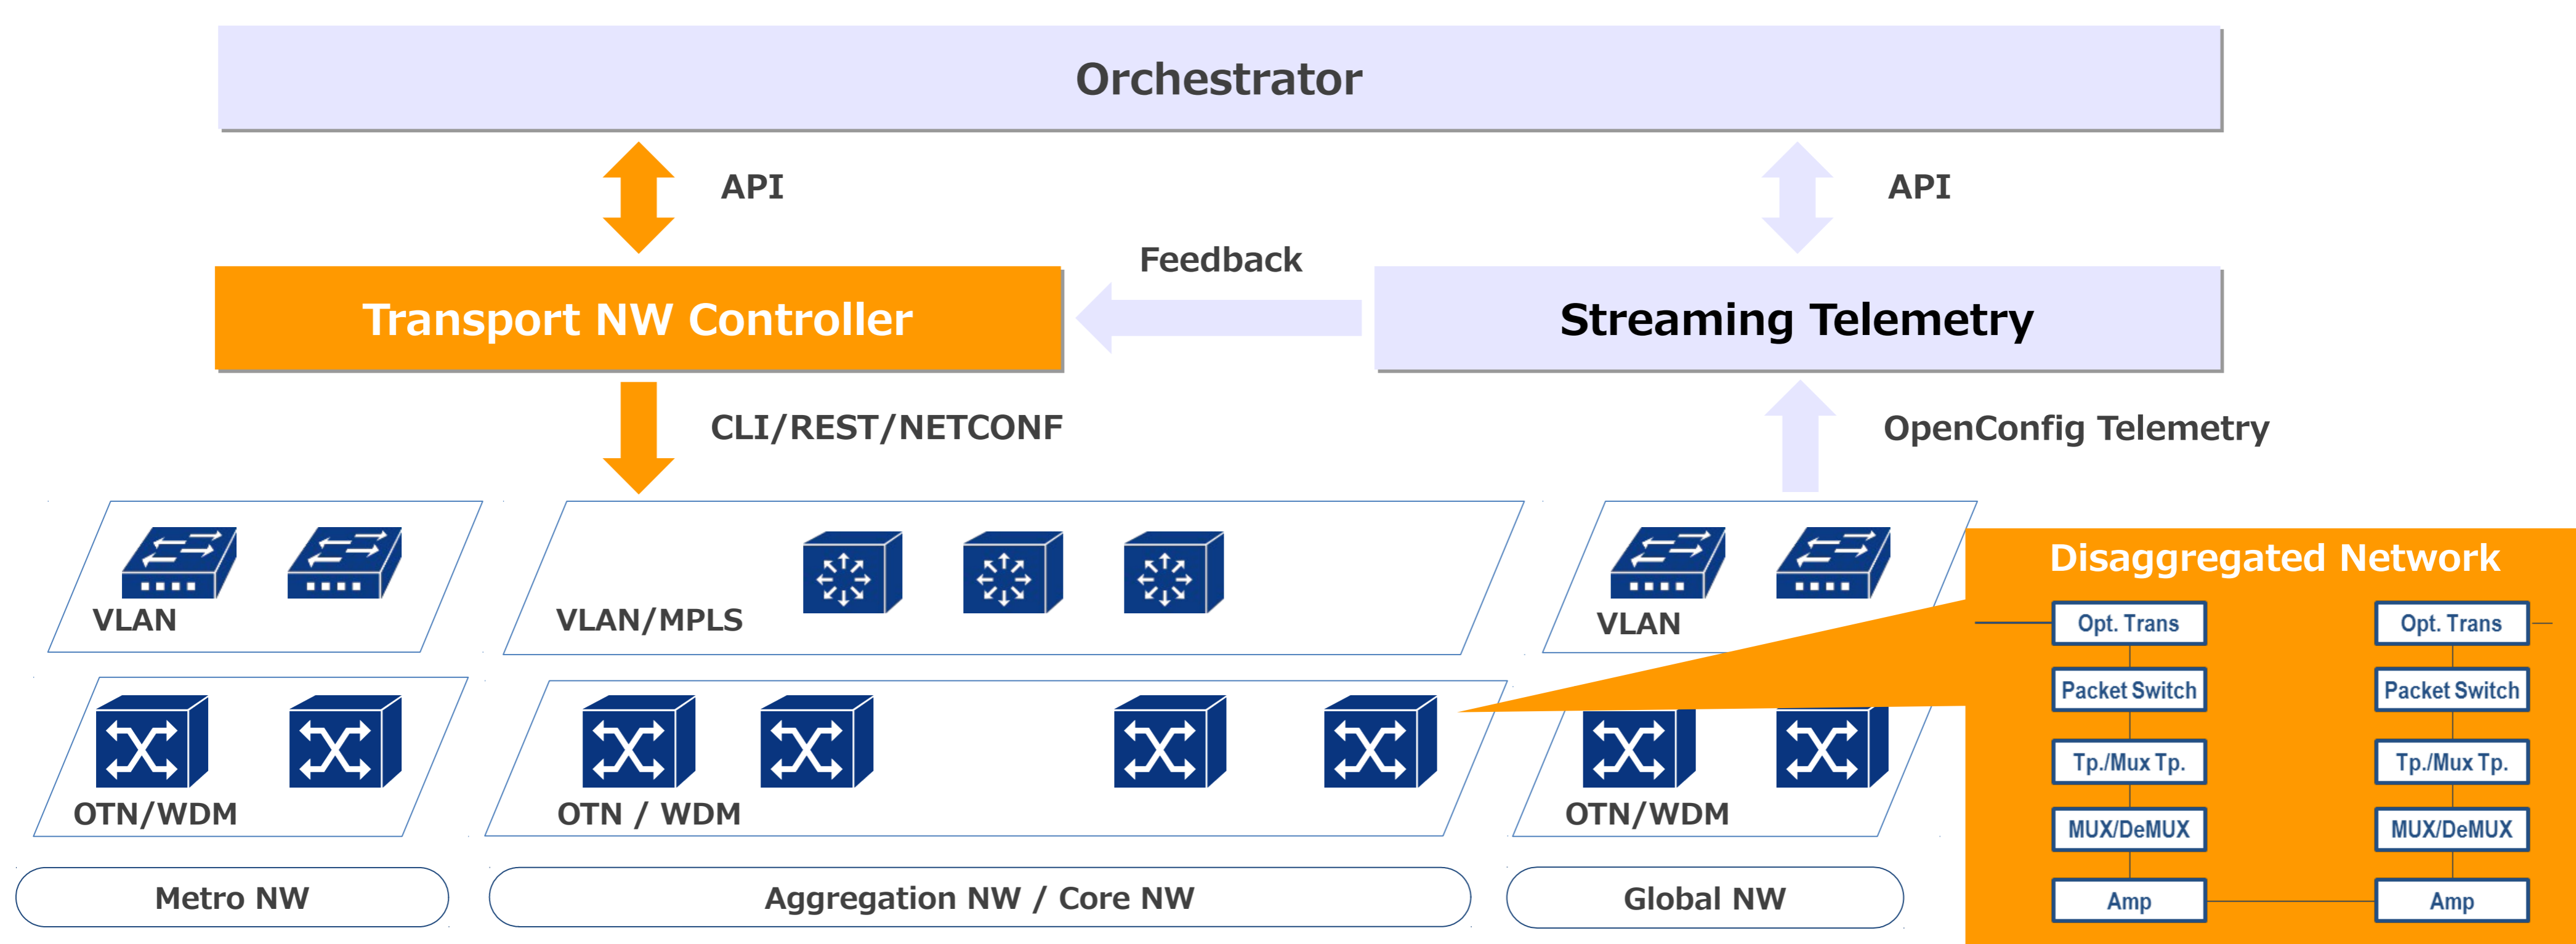 Orchestrator
API
API
Feedback
Transport NW Controller
Streaming Telemetry
CLI/REST/NETCONF
OpenConfig Telemetry
VLAN
VLAN/MPLS
VLAN
OTN/WDM
OTN / WDM
OTN/WDM
Metro NW
Aggregation NW / Core NW
Global NW
Disaggregated Network
Opt. Trans
Opt. Trans
Packet Switch
Packet Switch
Tp./Mux Tp.
Tp./Mux Tp.
MUX/DeMUX
MUX/DeMUX
Amp
Amp